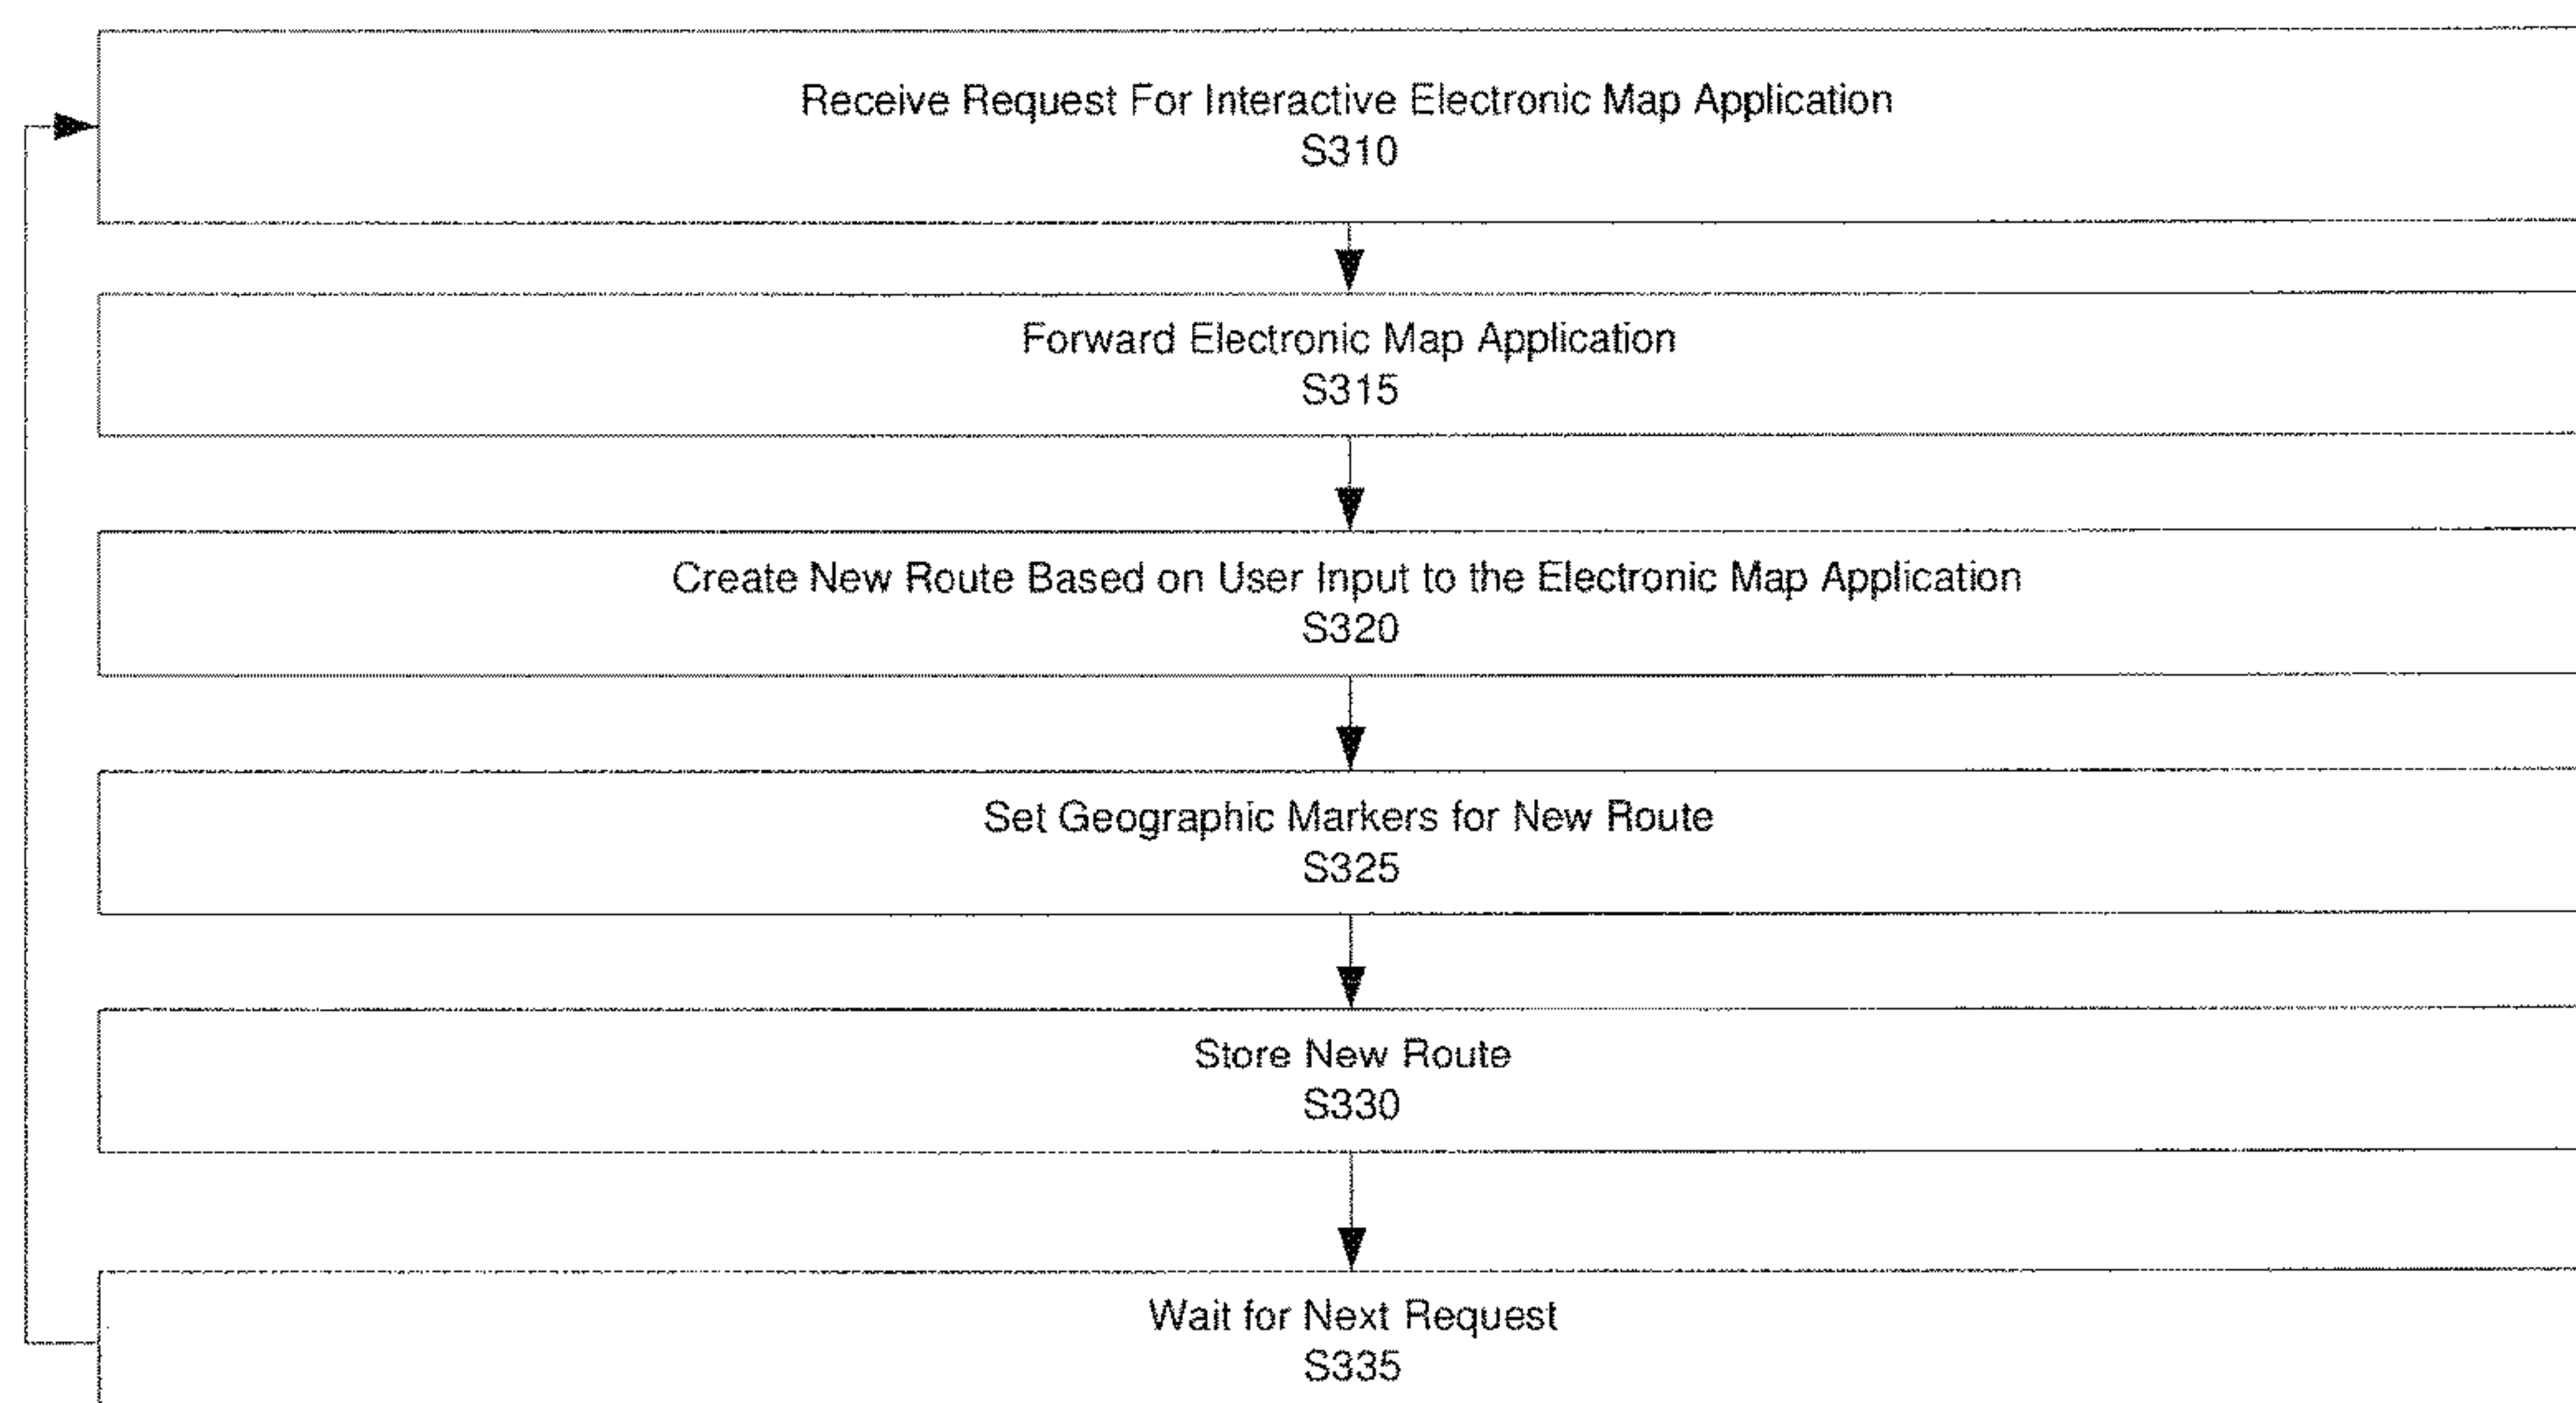 Receive Request For Interactive Electronic Map Application
S310
Forward Electronic Map Application
S315
Create New Route Based on User Input to the Electronic Map Application
S320
Set Geographic Markers for New Route
S325
Store New Route
S330
Wait for Next Request
S335